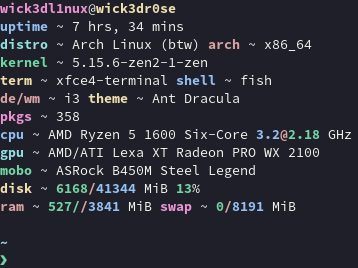 wick3dl1nux@wick3dr0se
uptime ~ 7 hrs, 34 mins
distro ~ Arch Linux (btw) arch ~ x86_64
kernel ~ 5.15.6-zen2-1-zen
term ~ xfce4-terminal shell ~ fish
de/wm ~ i3 theme ~ Ant Dracula
pkgs ~ 358
cpu ~ AMD Ryzen 5 1600 Six-Core 3.2@2.18 GHz
gpu ~ AMD/ATI Lexa XT Radeon PRO WX 2100
mobo ~ ASRock B450M Steel Legend
disk ~ 6168/41344 MiB 13%
ram ~ 527//3841 MiB swap ~ 0/8191 MiB
~
❯